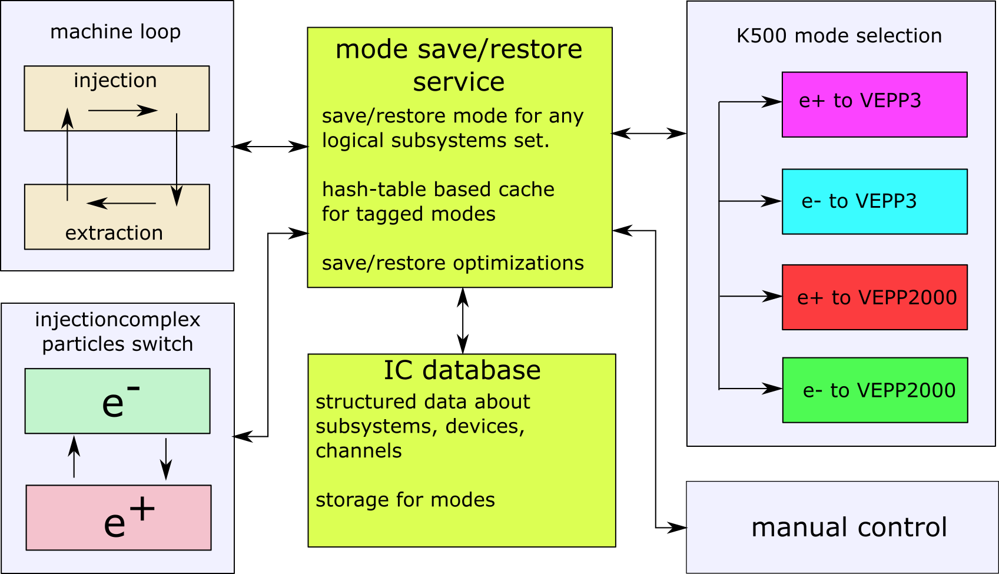 machine loop
injection
extraction
injectioncomplex
particles switch
e-
e+
mode save/restore
service
save/restore mode for any
logical subsystems set.
hash-table based cache
for tagged modes
save/restore optimizations
IC database
structured data about
subsystems, devices,
channels
storage for modes
K500 mode selection
e+ to VEPP3
e- to VEPP3
e+ to VEPP2000
e- to VEPP2000
manual control